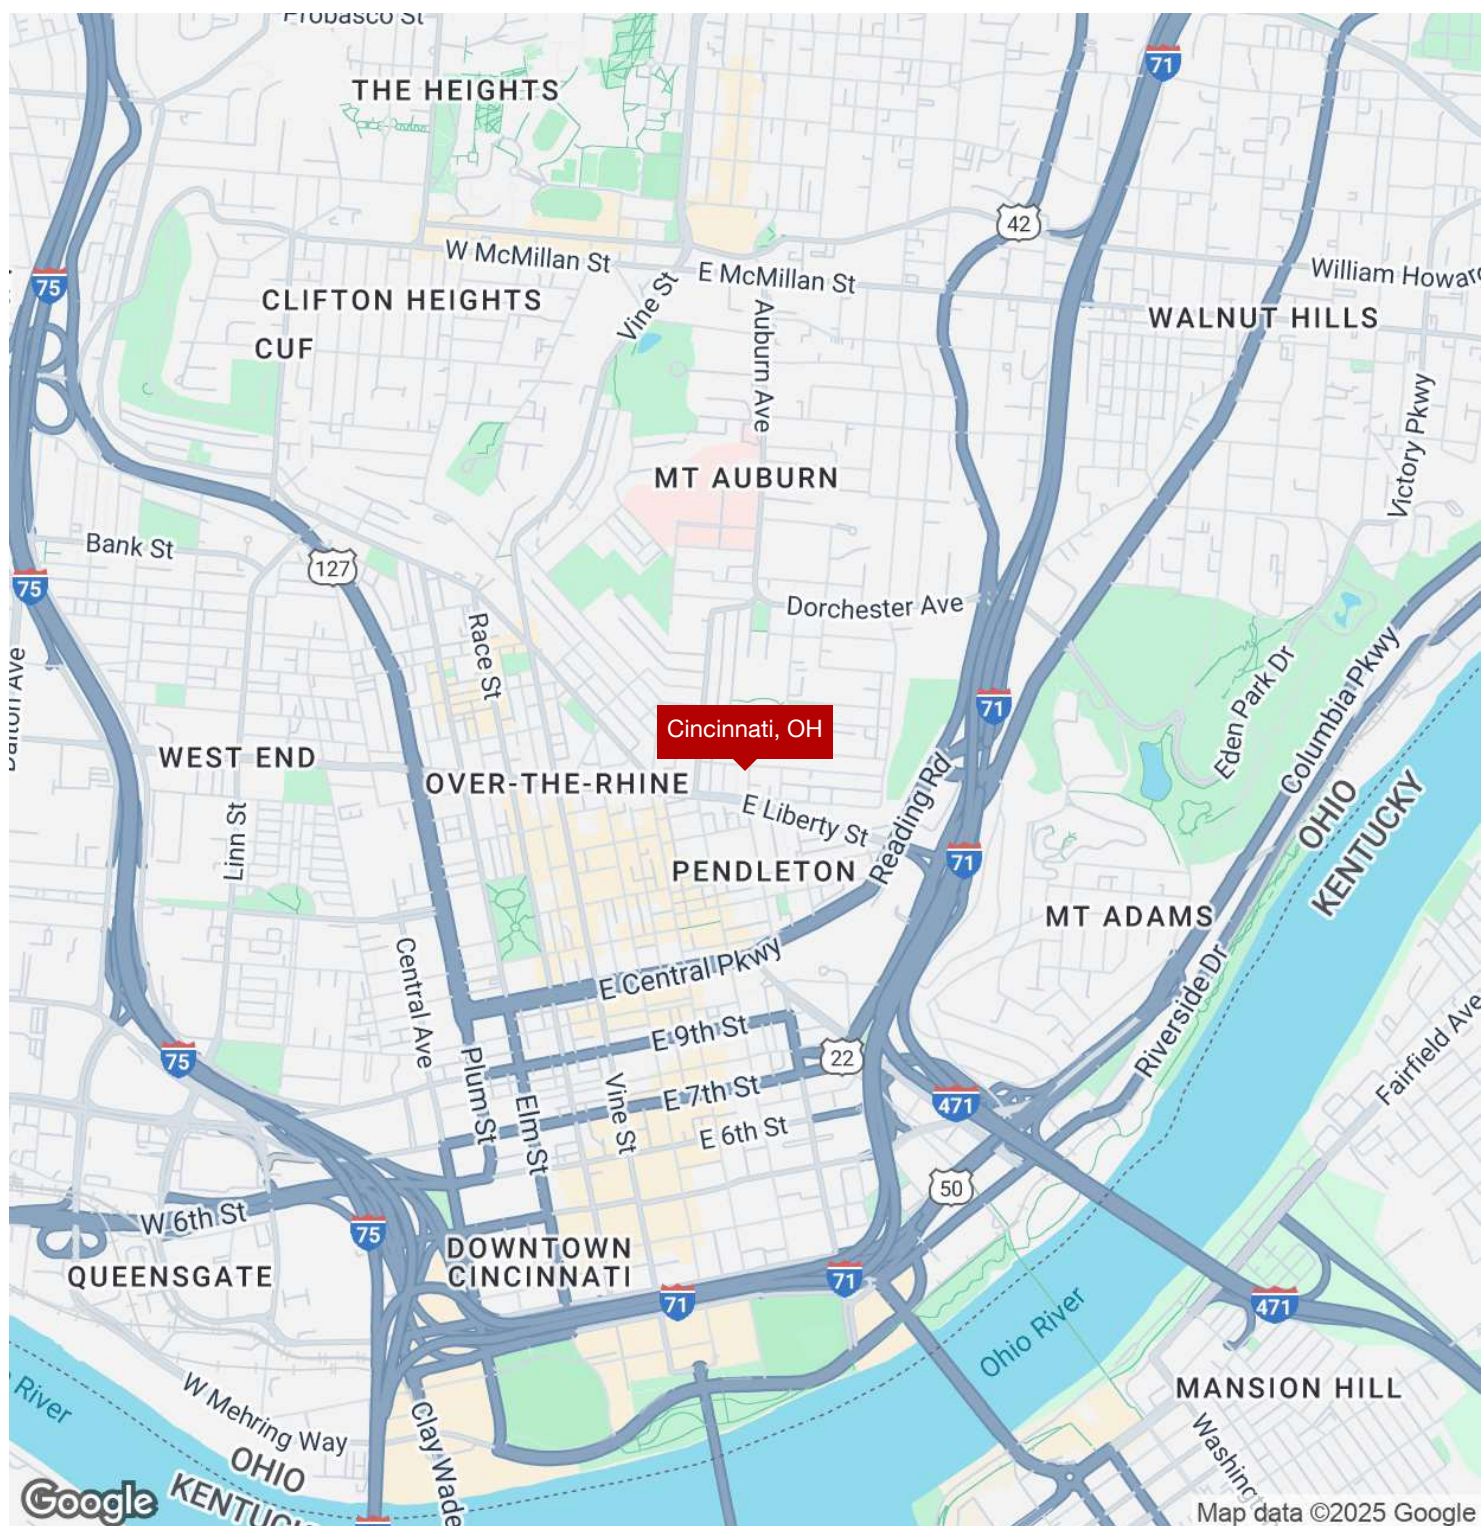 Probasco St
71
THE HEIGHTS
42
W McMillan St
E McMillan St
William Howard
75
CLIFTON HEIGHTS
Vine St
Auburn Ave
WALNUT HILLS
CUF
Victory Pkwy
MT AUBURN
Bank St
127
75
Dorchester Ave
Race St
Eden Park Dr
Columbia Pkwy
71
Cincinnati, OH
WEST END
OVER-THE-RHINE
Reading Rd
E Liberty St
OHIO
KENTUCKY
Linn St
71
PENDLETON
MT ADAMS
Central Ave
E Central Pkwy
Riverside Dr
E 9th St
22
Fairfield Ave
75
Plum St
Elm St
Vine St
E 7th St
471
E 6th St
50
W 6th St
75
DOWNTOWN
CINCINNATI
QUEENSGATE
71
71
471
Ohio River
River
MANSION HILL
W Mehring Way
Clay Wade
Washingt
OHIO
KENTUC
Google
Map data ©2025 Google